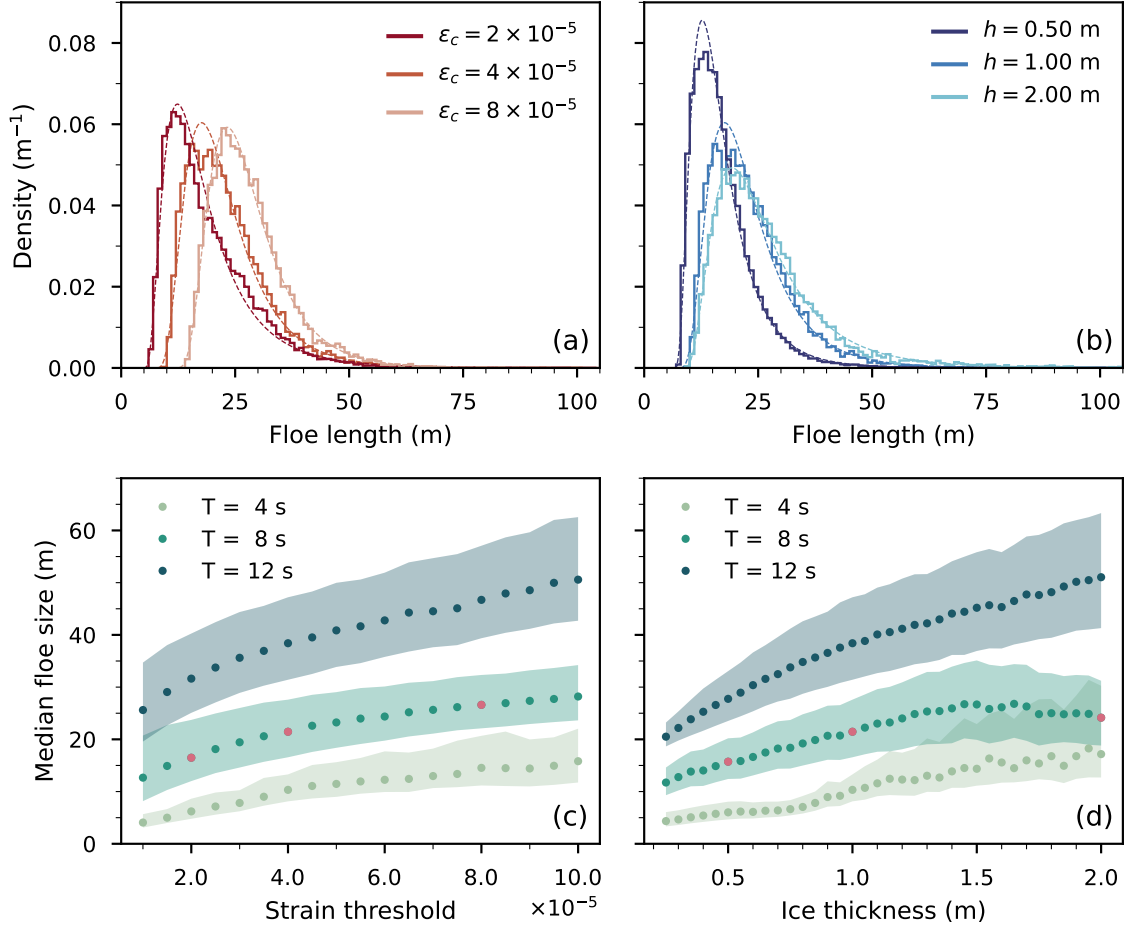 εc = 2 × 10⁻⁵
εc = 4 × 10⁻⁵
εc = 8 × 10⁻⁵
0.08
0.06
0.04
0.02
0.00
Density (m⁻¹)
(a)
0 25 50 75 100
Floe length (m)
h = 0.50 m
h = 1.00 m
h = 2.00 m
(b)
0 25 50 75 100
Floe length (m)
T = 4 s
T = 8 s
T = 12 s
60
40
20
0
Median floe size (m)
(c)
2.0 4.0 6.0 8.0 10.0
Strain threshold
×10⁻⁵
T = 4 s
T = 8 s
T = 12 s
(d)
0.5 1.0 1.5 2.0
Ice thickness (m)